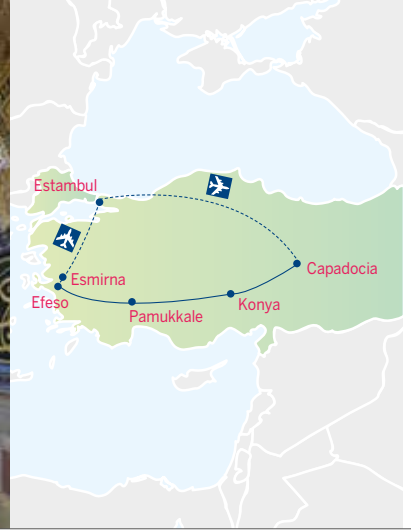 Estambul
Capadocia
Esmirna
Efeso
Konya
Pamukkale